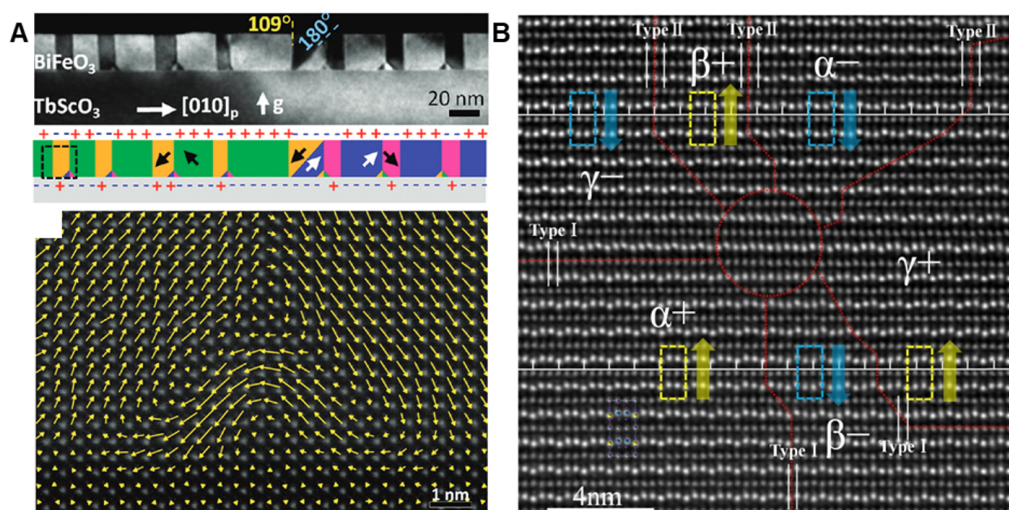 A
109°
180°
BiFeO₃
TbScO₃
[010]ₚ
g
20 nm
1 nm
B
Type II
Type II
Type II
β+
α−
γ−
Type I
γ+
α+
β−
Type I
Type I
4nm